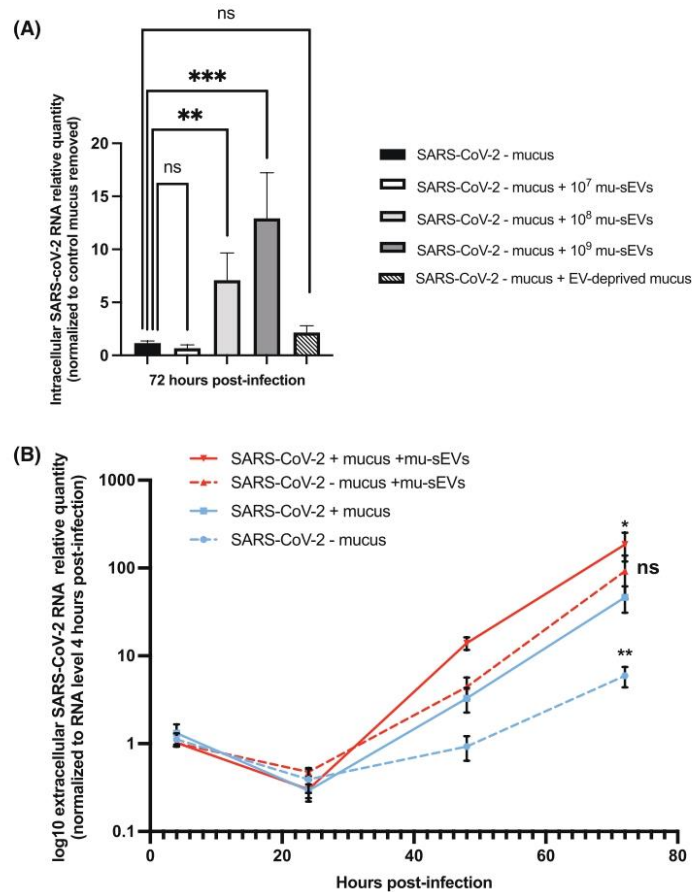 (A)
ns
***
**
ns
Intracellular SARS-coV-2 RNA relative quantity
(normalized to control mucus removed)
20
15
10
5
0
72 hours post-infection
SARS-CoV-2 - mucus
SARS-CoV-2 - mucus + 10⁷ mu-sEVs
SARS-CoV-2 - mucus + 10⁸ mu-sEVs
SARS-CoV-2 - mucus + 10⁹ mu-sEVs
SARS-CoV-2 - mucus + EV-deprived mucus
(B)
SARS-CoV-2 + mucus +mu-sEVs
SARS-CoV-2 - mucus +mu-sEVs
SARS-CoV-2 + mucus
SARS-CoV-2 - mucus
log10 extracellular SARS-CoV-2 RNA relative quantity
(normalized to RNA level 4 hours post-infection)
1000
100
10
1
0.1
*
ns
**
0
20
40
60
80
Hours post-infection